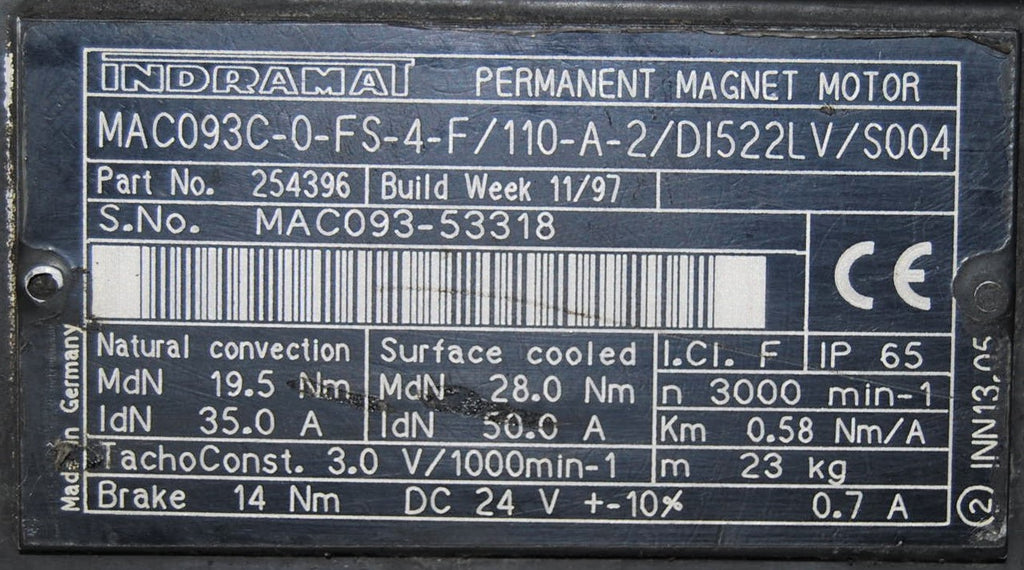 INDRAMAT PERMANENT MAGNET MOTOR
MAC093C-0-FS-4-F/110-A-2/DI522LV/S004
Part No. 254396 Build Week 11/97
S.No. MAC093-53318
CE
Natural convection Surface cooled I.Cl. F IP 65
MdN 19.5 Nm MdN 28.0 Nm n 3000 min-1
IdN 35.0 A IdN 50.0 A Km 0.58 Nm/A
TachoConst. 3.0 V/1000min-1 m 23 kg
Brake 14 Nm DC 24 V +-10% 0.7 A
Made in Germany
② INN13.05